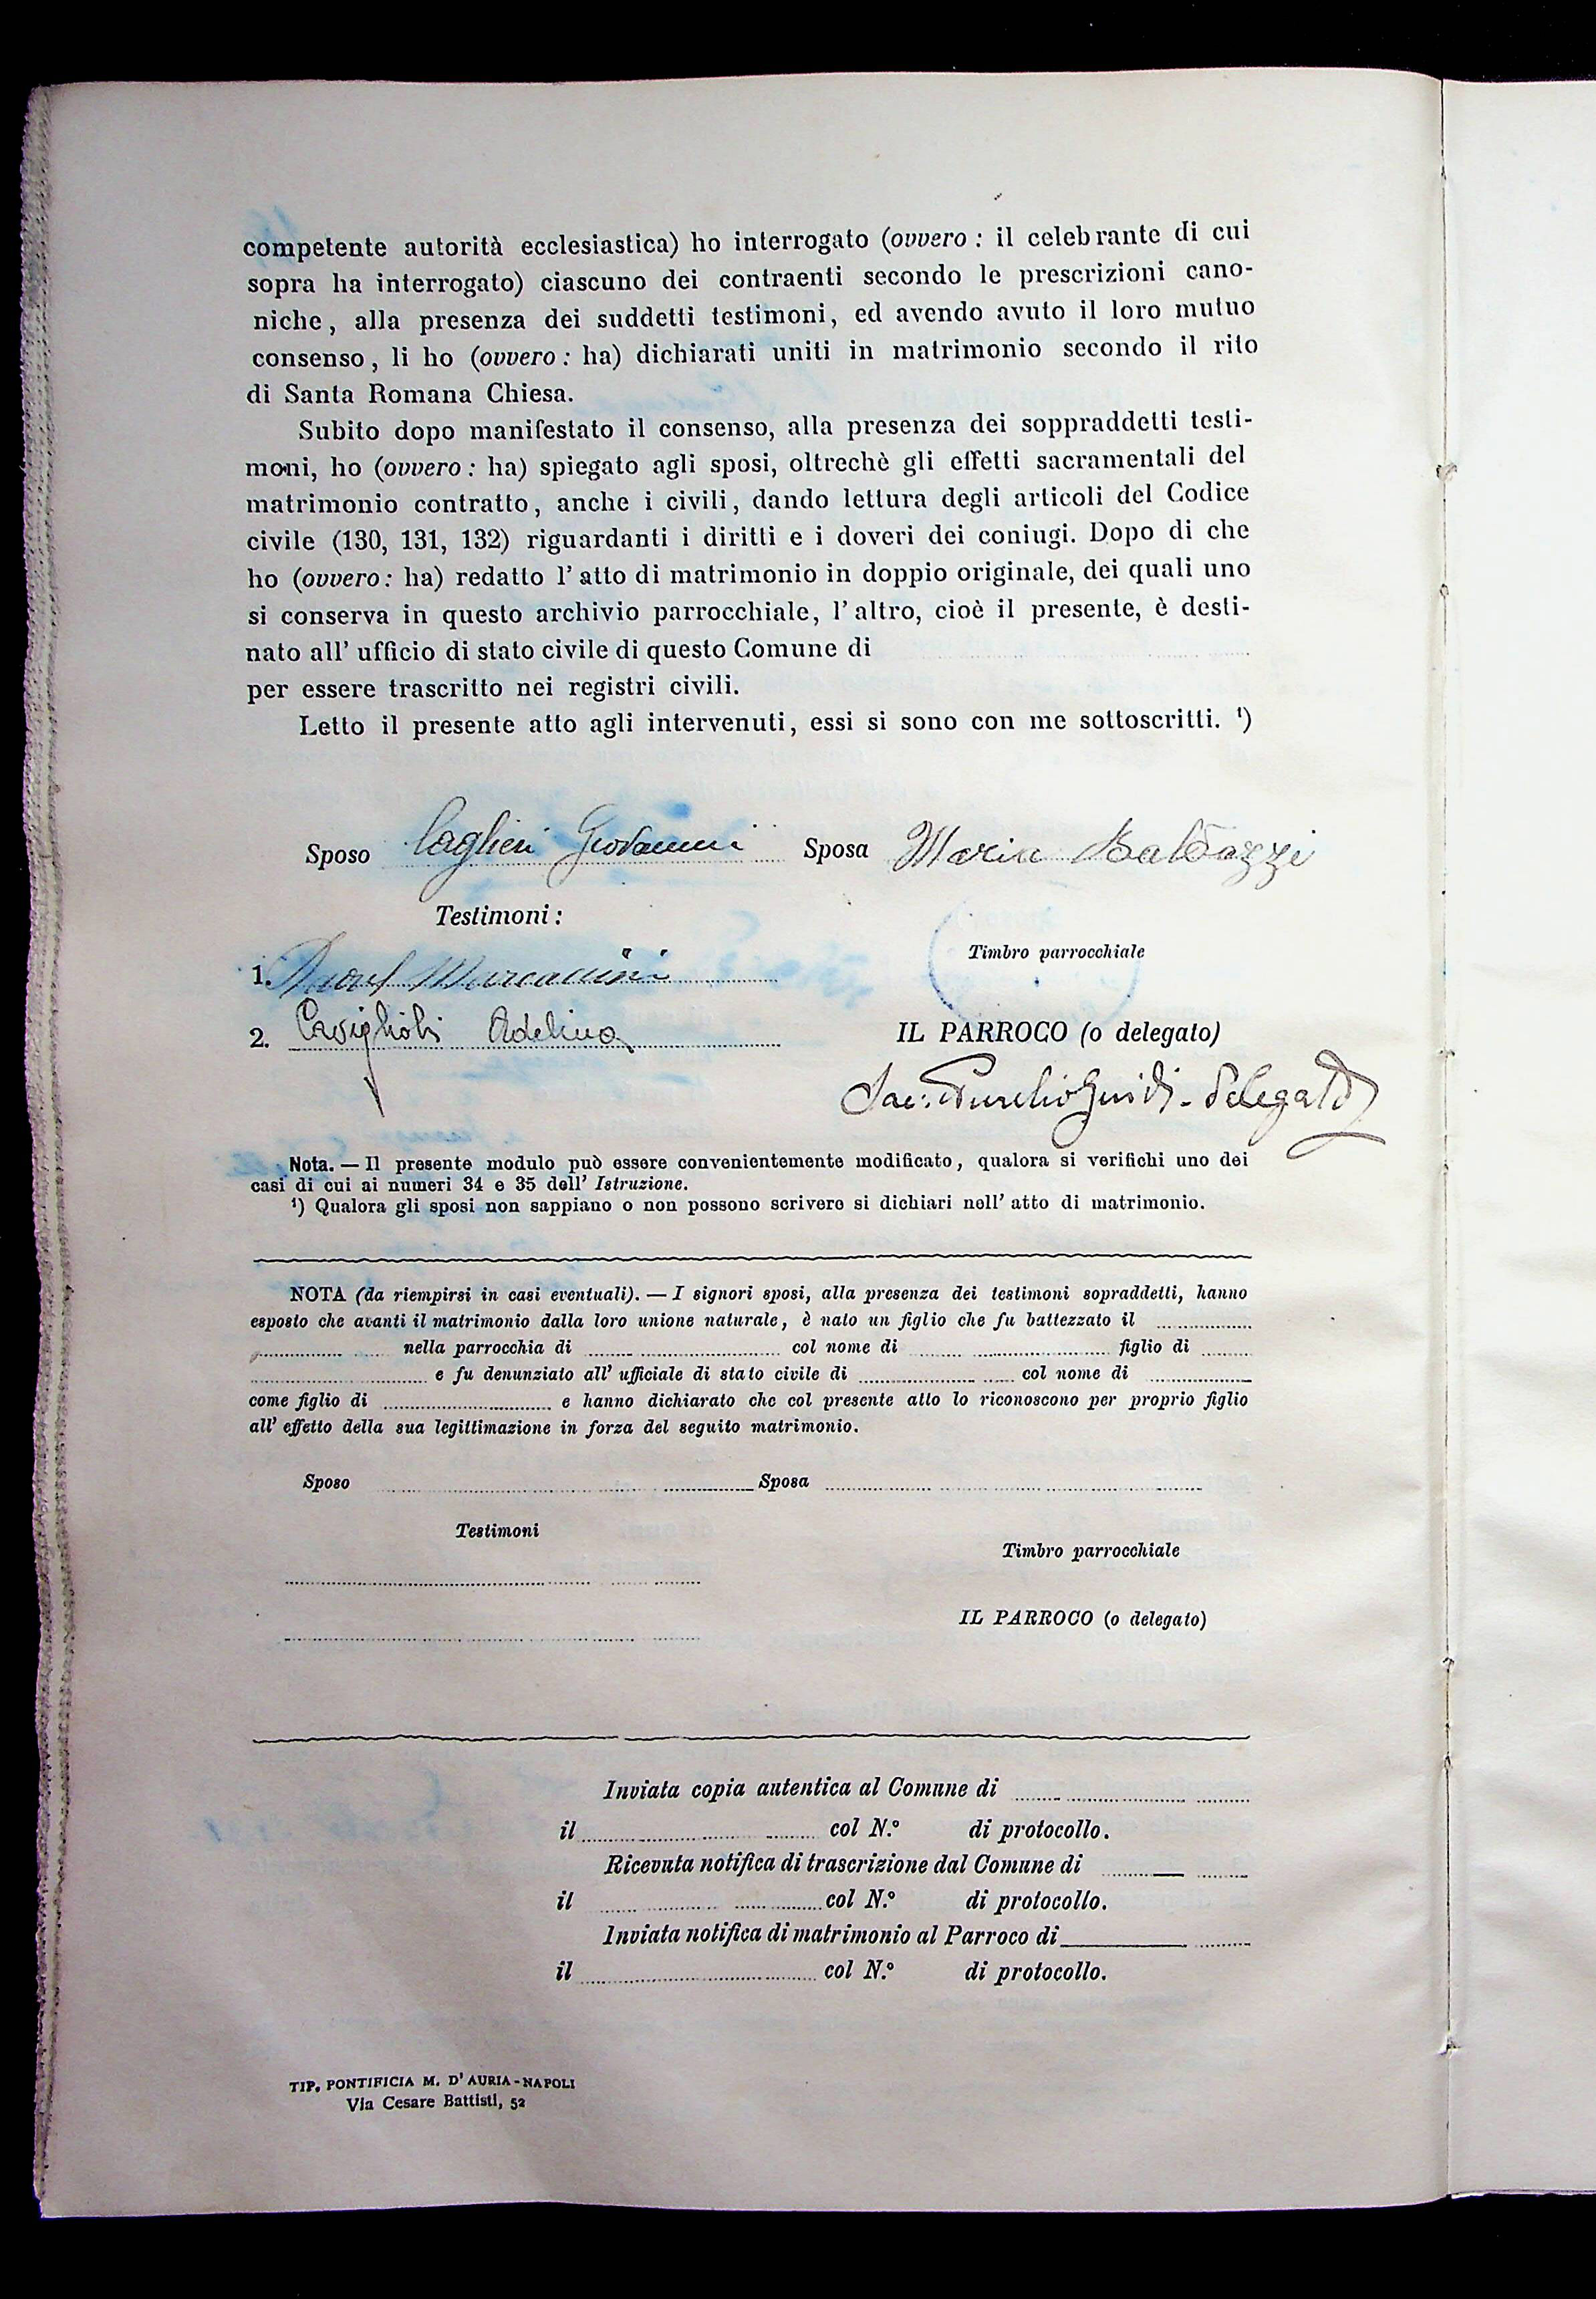 competente autorità ecclesiastica) ho interrogato (ovvero : il celebrante di cui
sopra ha interrogato) ciascuno dei contraenti secondo le prescrizioni cano-
niche, alla presenza dei suddetti testimoni, ed avendo avuto il loro mutuo
consenso, li ho (ovvero : ha) dichiarati uniti in matrimonio secondo il rito
di Santa Romana Chiesa.
Subito dopo manifestato il consenso, alla presenza dei soppraddetti testi-
moni, ho (ovvero : ha) spiegato agli sposi, oltrechè gli effetti sacramentali del
matrimonio contratto, anche i civili, dando lettura degli articoli del Codice
civile (130, 131, 132) riguardanti i diritti e i doveri dei coniugi. Dopo di che
ho (ovvero : ha) redatto l' atto di matrimonio in doppio originale, dei quali uno
si conserva in questo archivio parrocchiale, l' altro, cioè il presente, è desti-
nato all' ufficio di stato civile di questo Comune di
per essere trascritto nei registri civili.
Letto il presente atto agli intervenuti, essi si sono con me sottoscritti. ¹)
Sposo Caglieri Giovanni Sposa Maria Baldazzi
Testimoni :
Timbro parrocchiale
1. Raoul
2. Caviglioli Adelina
IL PARROCO (o delegato)
Sac. Aurelio Guidi - delegato
Nota. — Il presente modulo può essere convenientemente modificato, qualora si verifichi uno dei
casi di cui ai numeri 34 e 35 dell' Istruzione.
¹) Qualora gli sposi non sappiano o non possono scrivere si dichiari nell' atto di matrimonio.
NOTA (da riempirsi in casi eventuali). — I signori sposi, alla presenza dei testimoni sopraddetti, hanno
esposto che avanti il matrimonio dalla loro unione naturale, è nato un figlio che fu battezzato il
nella parrocchia di col nome di figlio di
e fu denunziato all' ufficiale di stato civile di col nome di
come figlio di e hanno dichiarato che col presente atto lo riconoscono per proprio figlio
all' effetto della sua legittimazione in forza del seguito matrimonio.
Sposo Sposa
Testimoni
Timbro parrocchiale
IL PARROCO (o delegato)
Inviata copia autentica al Comune di
il col N.º di protocollo.
Ricevuta notifica di trascrizione dal Comune di
il col N.º di protocollo.
Inviata notifica di matrimonio al Parroco di
il col N.º di protocollo.
TIP. PONTIFICIA M. D' AURIA - NAPOLI
Via Cesare Battisti, 52